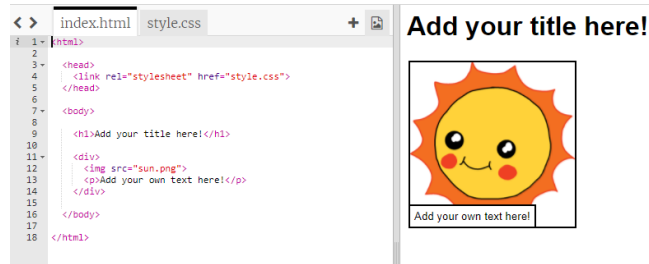 < > index.html style.css +
i 1 <html>
2
3 <head>
4 <link rel="stylesheet" href="style.css">
5 </head>
6
7 <body>
8
9 <h1>Add your title here!</h1>
10
11 <div>
12 <img src="sun.png">
13 <p>Add your own text here!</p>
14 </div>
15
16 </body>
17
18 </html>
Add your title here!
Add your own text here!